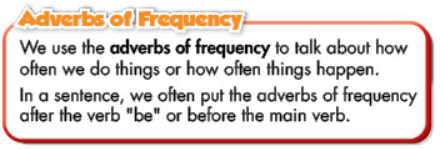 Adverbs of Frequency
We use the adverbs of frequency to talk about how
often we do things or how often things happen.
In a sentence, we often put the adverbs of frequency
after the verb "be" or before the main verb.